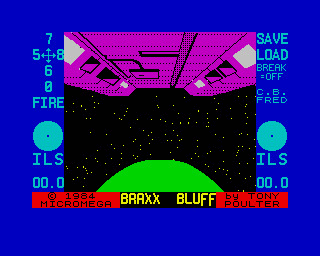 7
5↔8
6
0
FIRE
ILS
00.0
SAVE
LOAD
BREAK
=OFF
C.B.
FRED
ILS
00.0
© 1984
MICROMEGA
BRAXX BLUFF
by TONY
POULTER